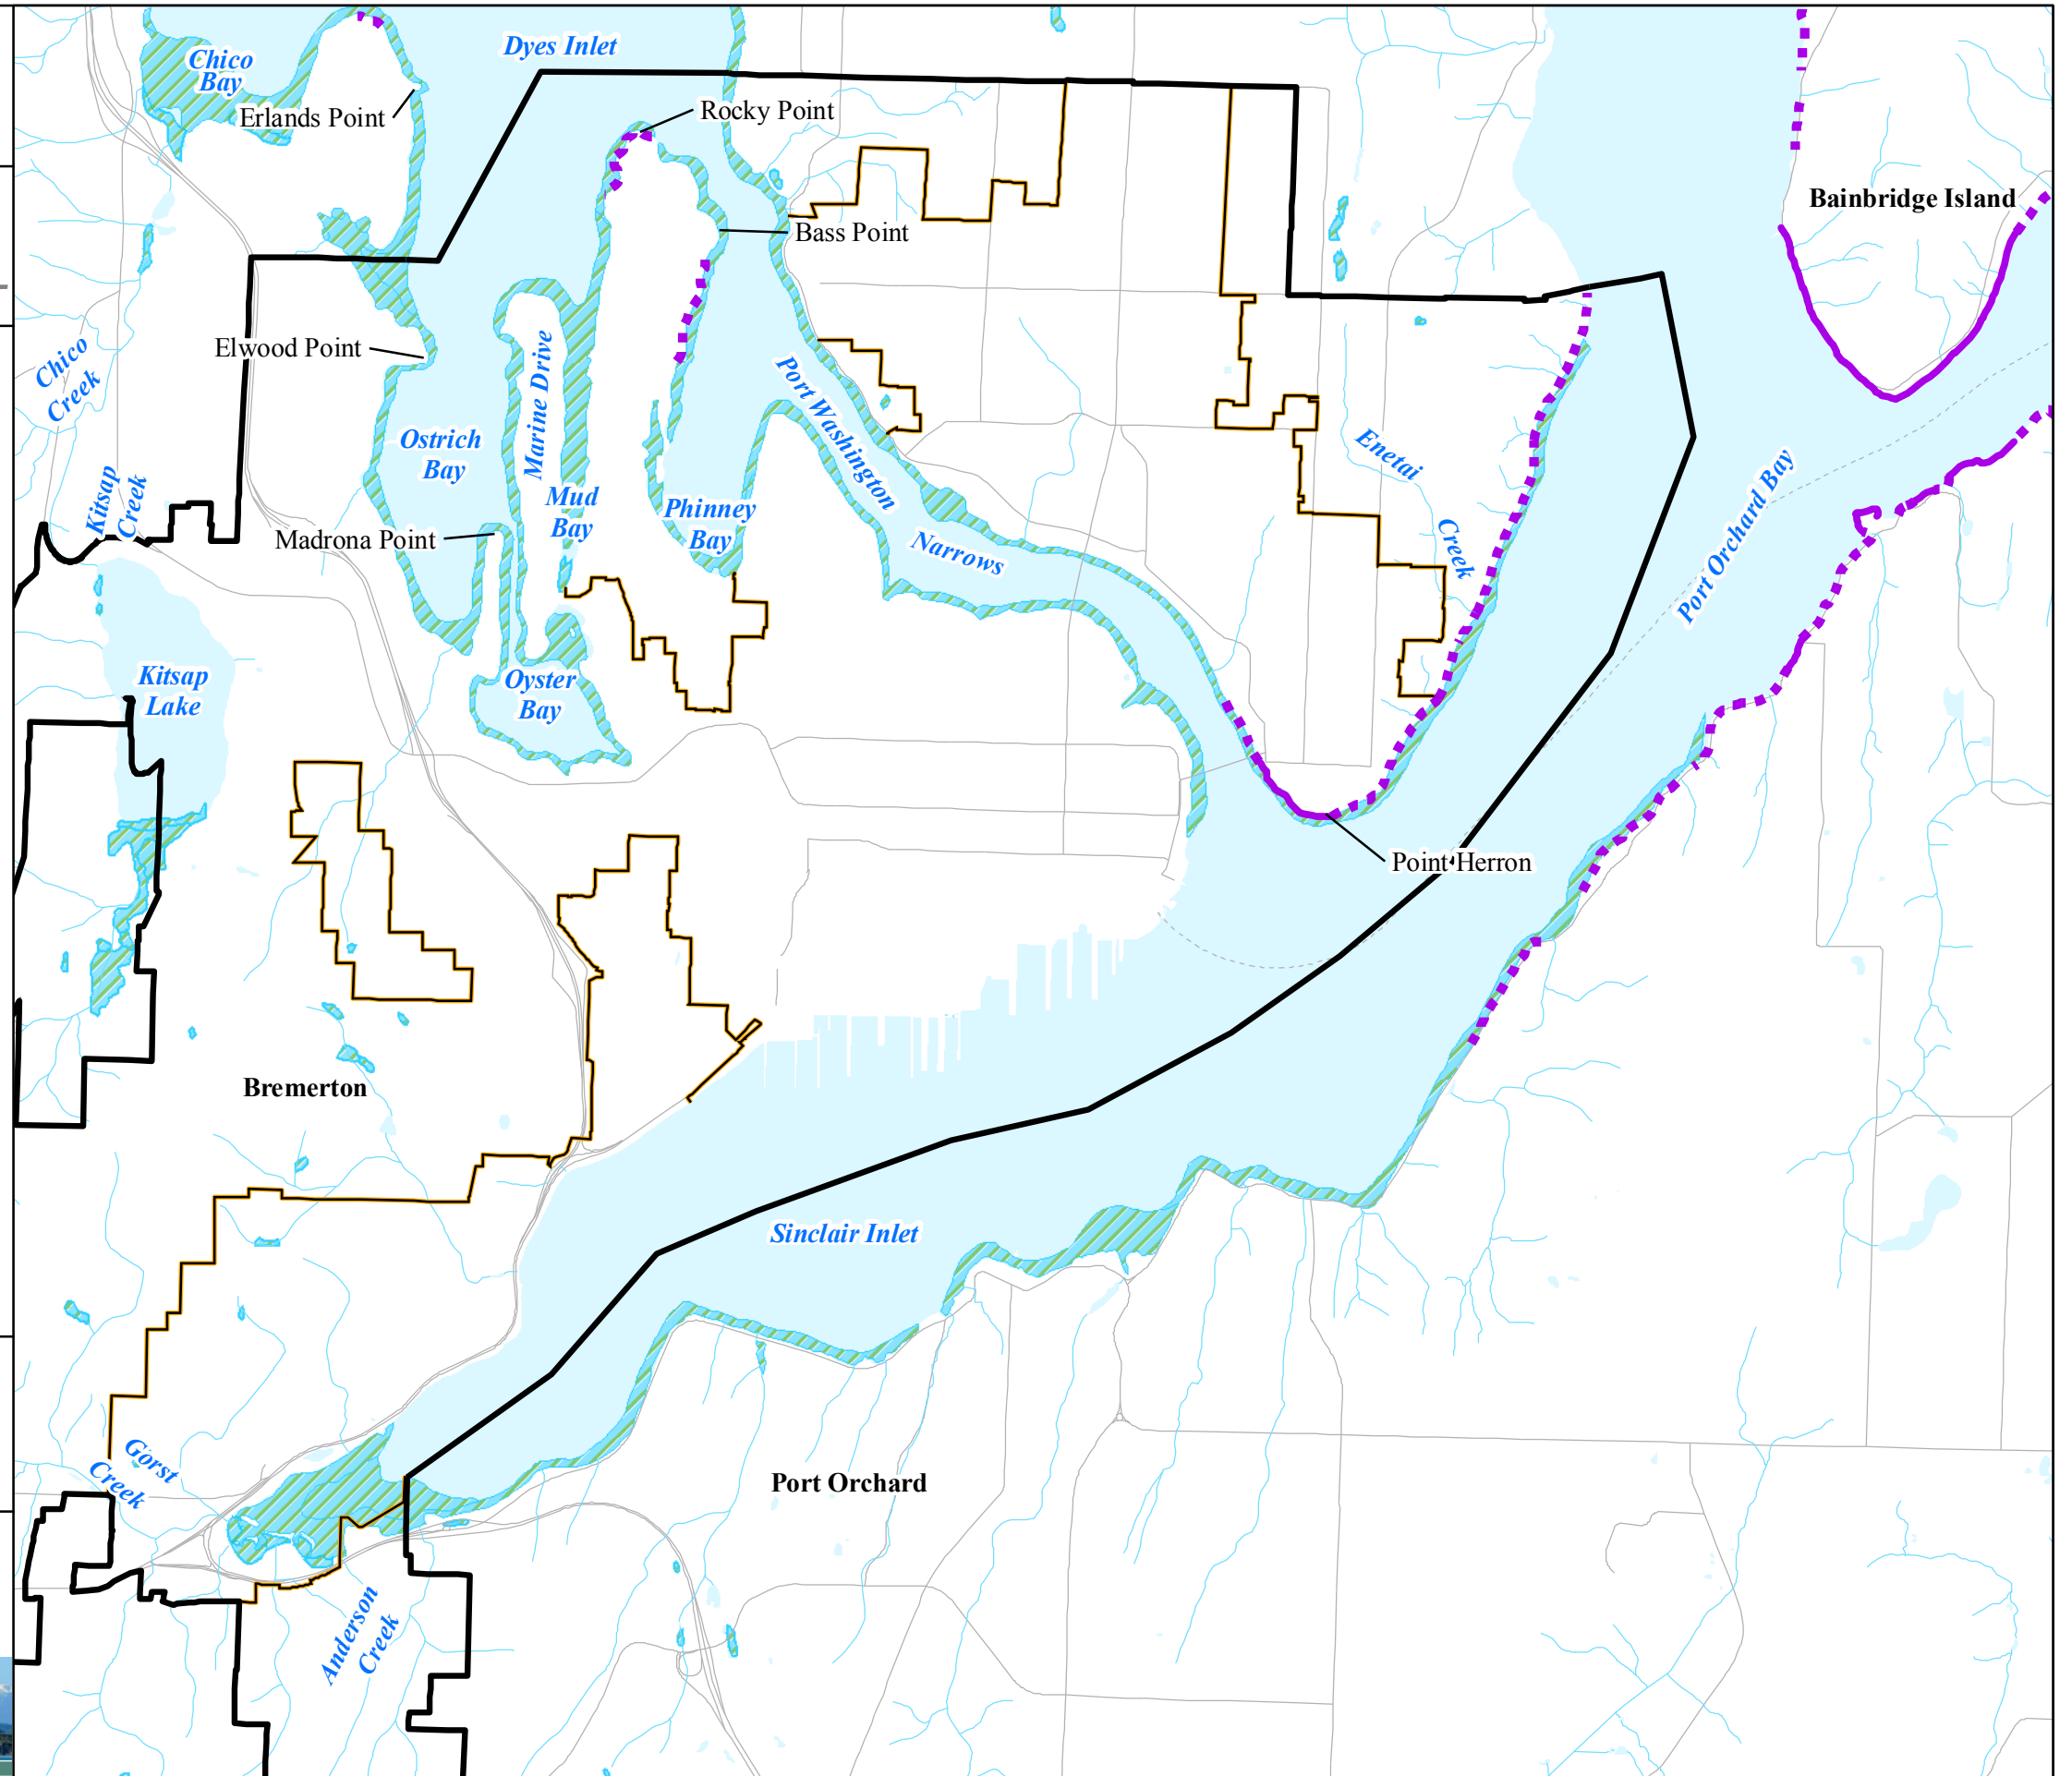 Dyes Inlet
Chico
Bay
Erlands Point
Rocky Point
Bainbridge Island
Bass Point
Elwood Point
Chico
Creek
Marine Drive
Port Washington
Narrows
Ostrich
Bay
Enetai
Creek
Kitsap
Creek
Mud
Bay
Phinney
Bay
Madrona Point
Port Orchard Bay
Kitsap
Lake
Oyster
Bay
Point Herron
Bremerton
Sinclair Inlet
Gorst
Creek
Port Orchard
Anderson
Creek